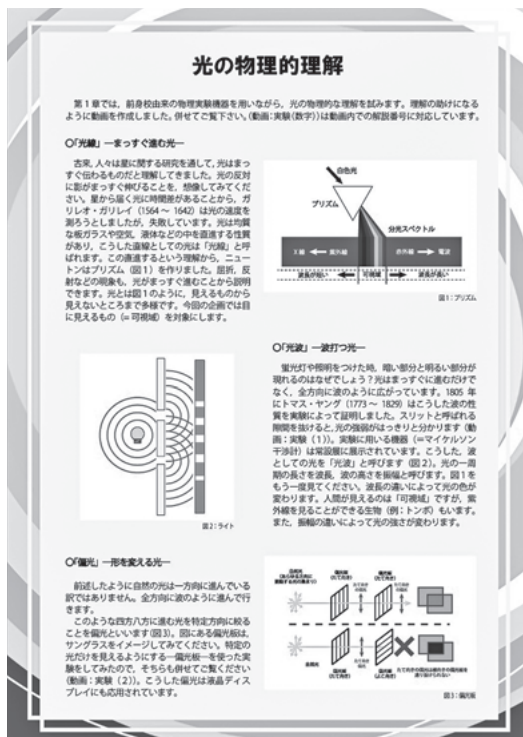 光の物理的理解
第1章では,前身校由来の物理実験機器を用いながら,光の物理的な理解を試みます。理解の助けになる
ように動画を作成しました。併せてご覧下さい。(動画:実験(数字))は動画内での解説番号に対応しています。
○「光線」―まっすぐ進む光―
古来,人々は星に関する研究を通して,光はまっ
すぐ伝わるものだと理解してきました。光の反対
に影がまっすぐ伸びることを,想像してみてくだ
さい。星から届く光に時間差があることから,ガ
リレオ・ガリレイ(1564 ~ 1642)は光の速度を
測ろうとしましたが,失敗しています。光は均質
な板ガラスや空気,液体などの中を直進する性質
があり,こうした直線としての光は「光線」と呼
ばれます。この直進するという理解から,ニュー
トンはプリズム(図1)を作りました。屈折,反
射などの現象も,光がまっすぐ進むことから説明
できます。光とは図1のように,見えるものから
見えないところまで多様です。今回の企画では目
に見えるもの(=可視域)を対象にします。
白色光
プリズム
分光スペクトル
X線 紫外線 赤外線 電波
波長が短い 可視域 波長が長い
図1:プリズム
○「光波」―波打つ光―
蛍光灯や照明をつけた時,暗い部分と明るい部分が
現れるのはなぜでしょう?光はまっすぐに進むだけで
なく,全方向に波のように広がっています。1805 年
にトマス・ヤング(1773 ~ 1829)はこうした波の性
質を実験によって証明しました。スリットと呼ばれる
隙間を抜けると,光の強弱がはっきりと分かります(動
画:実験(1))。実験に用いる機器(=マイケルソン
干渉計)は常設展に展示されています。こうした,波
としての光を「光波」と呼びます(図2)。光の一周
期の長さを波長,波の高さを振幅と呼びます。図1を
もう一度見てください。波長の違いによって光の色が
変わります。人間が見えるのは「可視域」ですが,紫
外線を見ることができる生物(例:トンボ)もいます。
また,振幅の違いによって光の強さが変わります。
図2:ライト
○「偏光」―形を変える光―
前述したように自然の光は一方向に進んでいる
訳ではありません。全方向に波のように進んで行
きます。
このような四方八方に進む光を特定方向に絞る
ことを偏光といいます(図3)。図にある偏光板は,
サングラスをイメージしてみてください。特定の
光だけを見えるようにする―偏光板―を使った実
験をしてみたので,そちらも併せてご覧ください
(動画:実験(2))。こうした偏光は液晶ディス
プレイにも応用されています。
自然光
偏光板
(たて向き)
偏光板
(たて向き)
偏光板
(たて向き)
偏光板
(よこ向き)
図3:偏光板